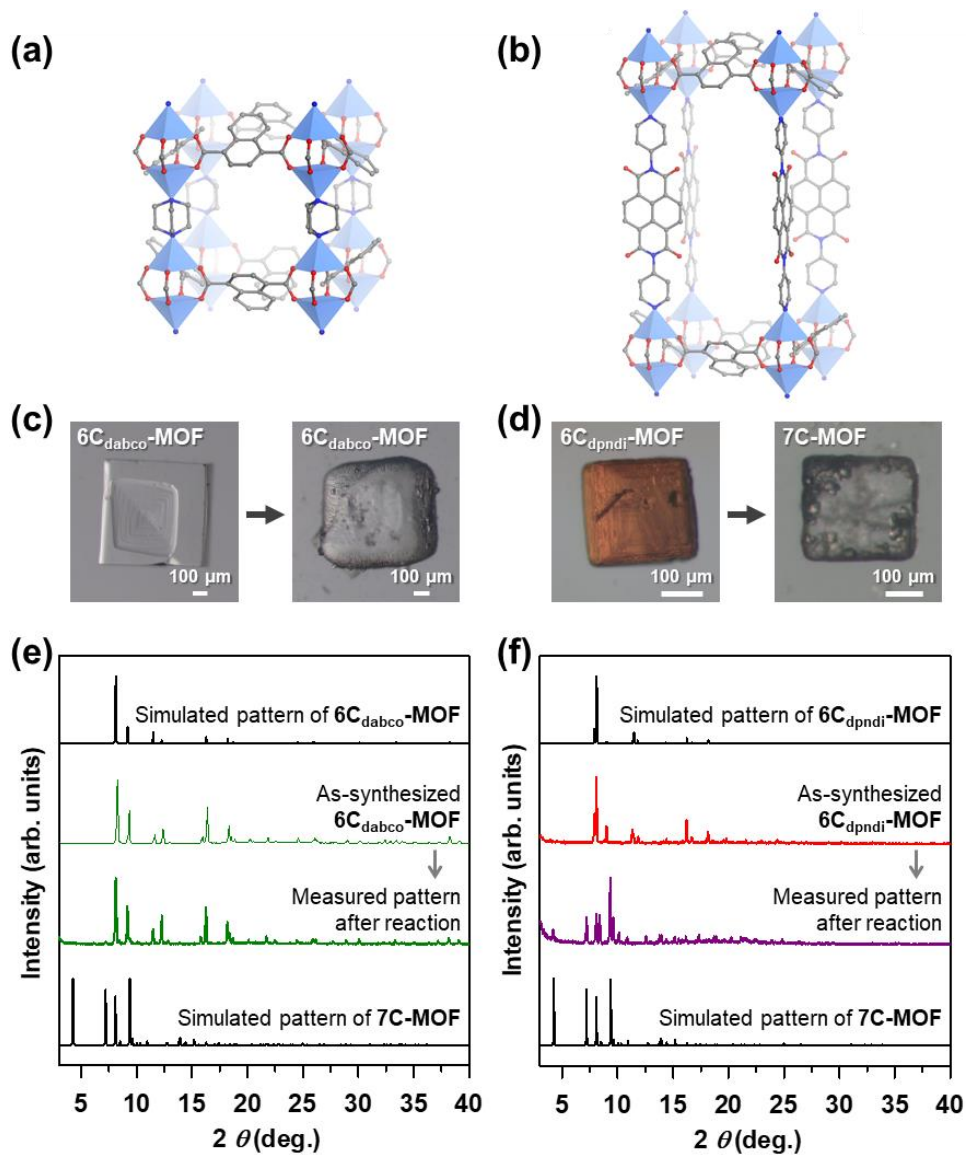 (a)
(b)
(c)
6Cdabco-MOF
100 µm
6Cdabco-MOF
100 µm
(d)
6Cdpndi-MOF
100 µm
7C-MOF
100 µm
(e)
Intensity (arb. units)
Simulated pattern of 6Cdabco-MOF
As-synthesized
6Cdabco-MOF
Measured pattern
after reaction
Simulated pattern of 7C-MOF
5 10 15 20 25 30 35 40
2 θ (deg.)
(f)
Intensity (arb. units)
Simulated pattern of 6Cdpndi-MOF
As-synthesized
6Cdpndi-MOF
Measured pattern
after reaction
Simulated pattern of 7C-MOF
5 10 15 20 25 30 35 40
2 θ (deg.)